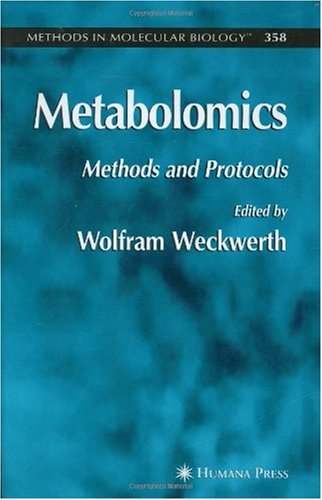 METHODS IN MOLECULAR BIOLOGY™ 358
Metabolomics
Methods and Protocols
Edited by
Wolfram Weckwerth
HUMANA PRESS